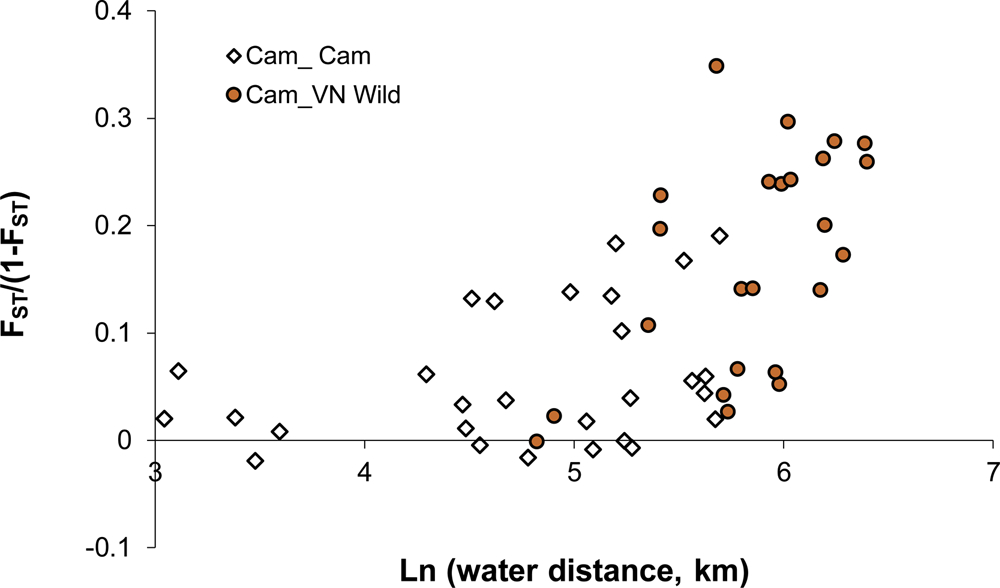 0.4
Cam_ Cam
Cam_VN Wild
0.3
0.2
0.1
0
-0.1
3
4
5
6
7
FST/(1-FST)
Ln (water distance, km)